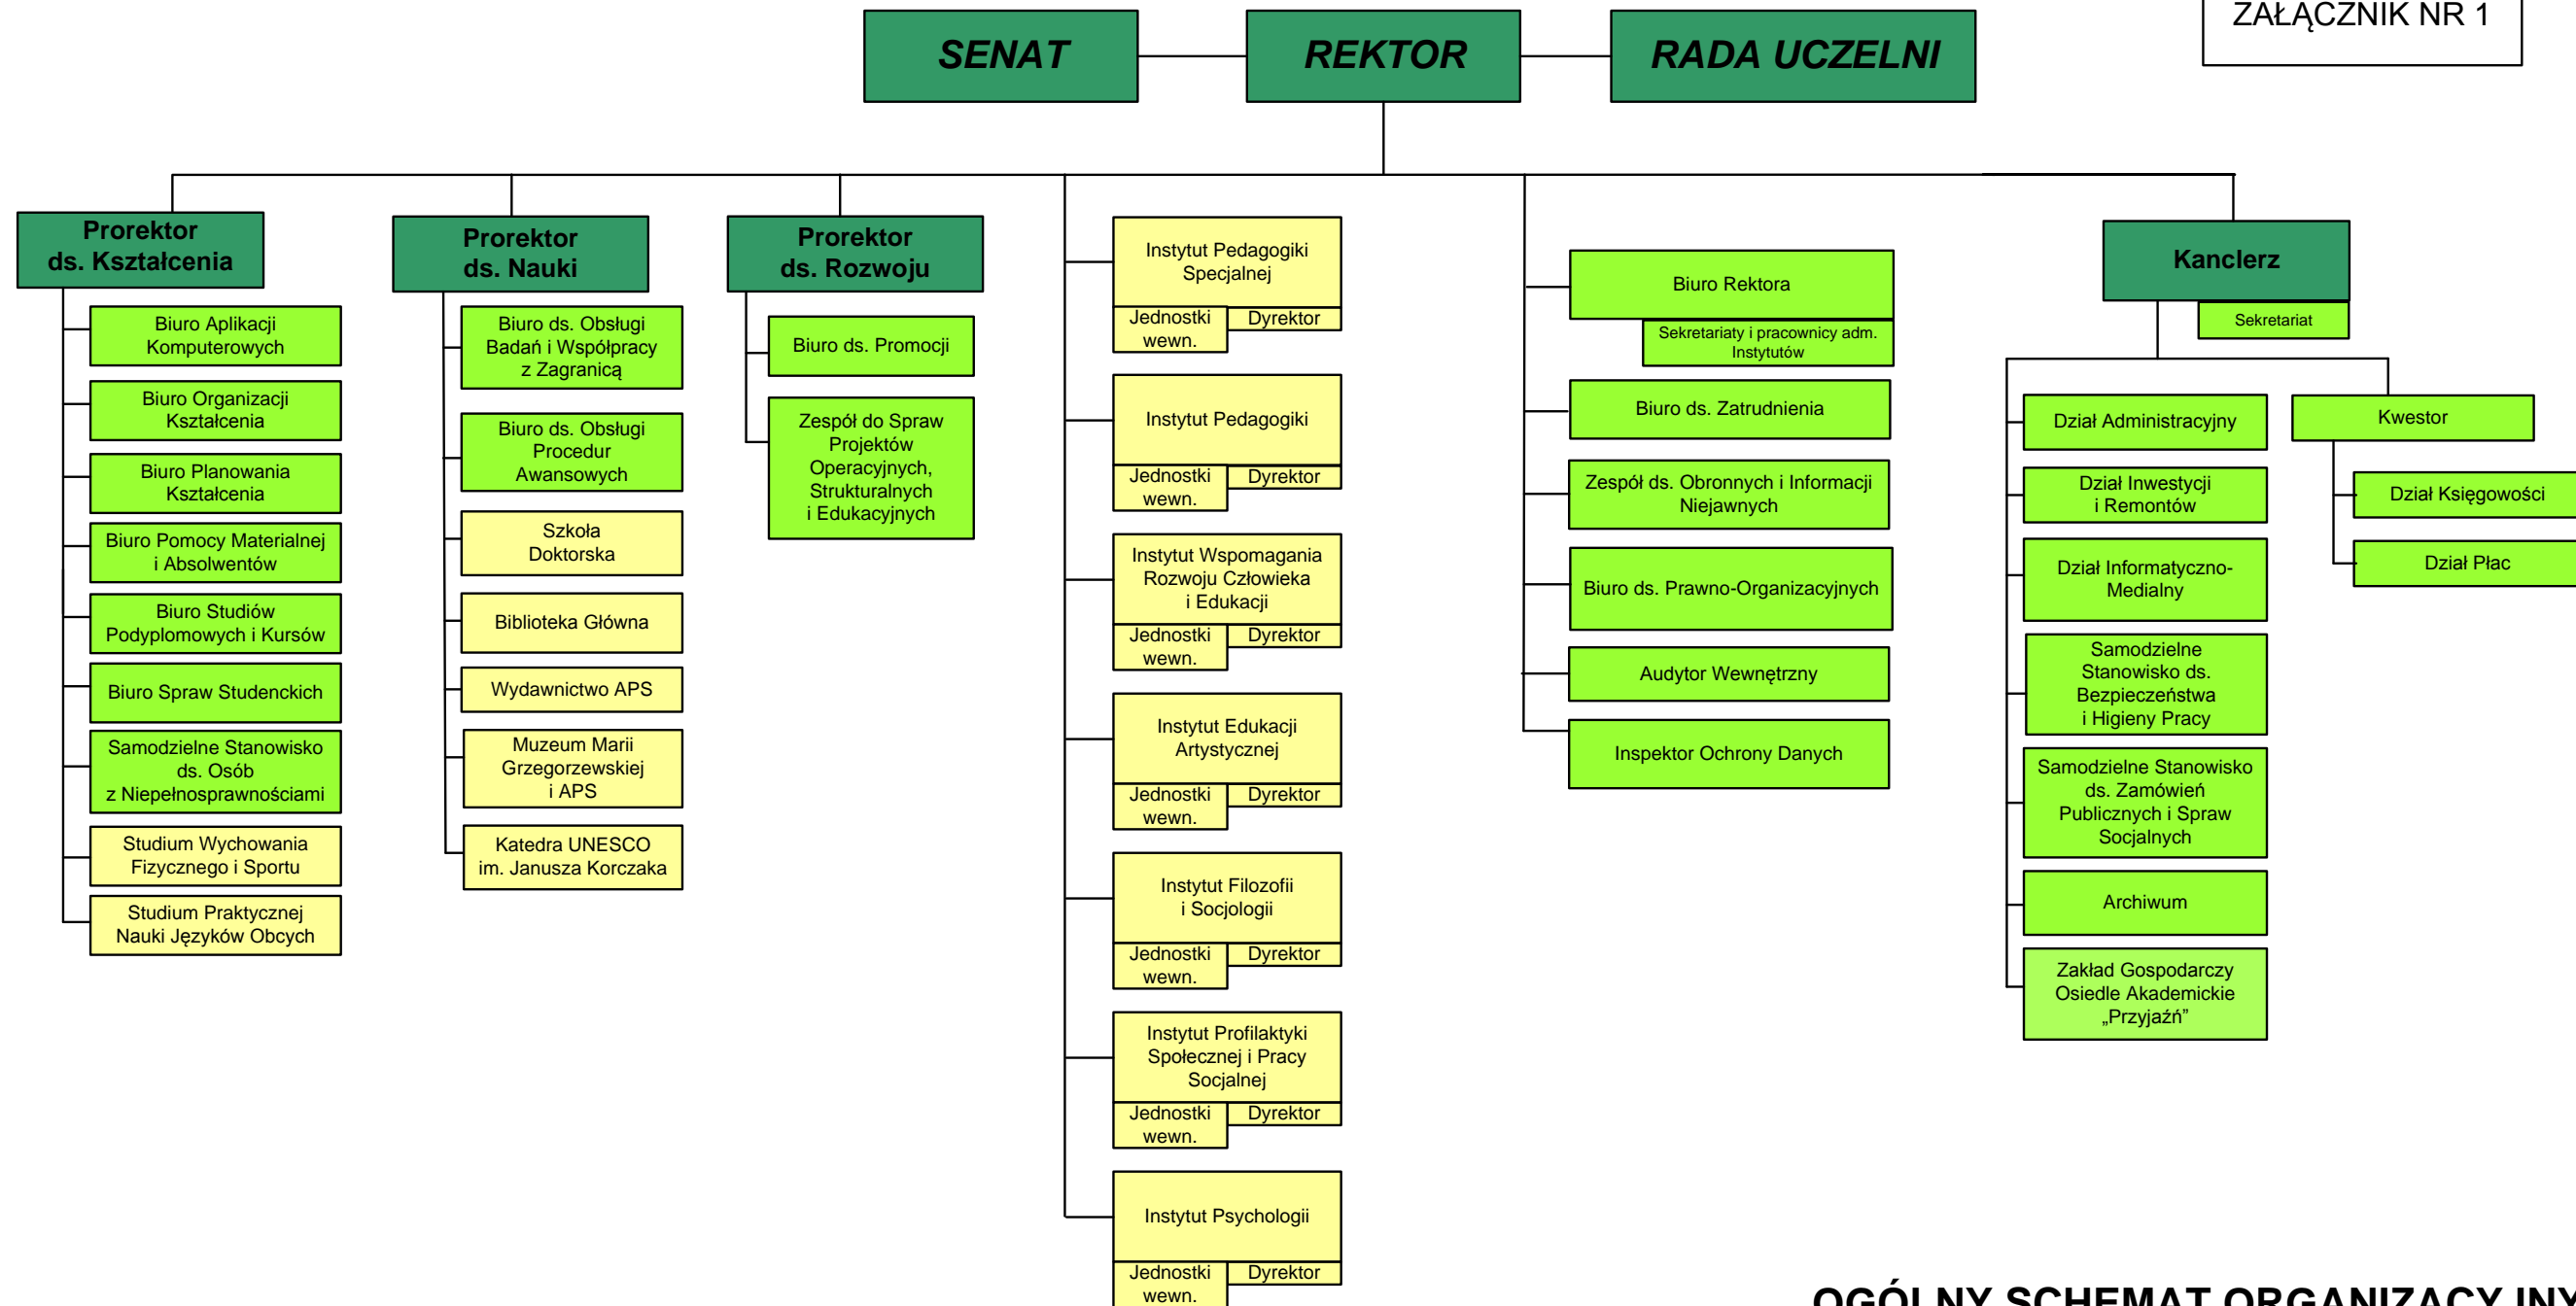 ZAŁĄCZNIK NR 1
SENAT
REKTOR
RADA UCZELNI
Prorektor
ds. Kształcenia
Biuro Aplikacji
Komputerowych
Biuro Organizacji
Kształcenia
Biuro Planowania
Kształcenia
Biuro Pomocy Materialnej
i Absolwentów
Biuro Studiów
Podyplomowych i Kursów
Biuro Spraw Studenckich
Samodzielne Stanowisko
ds. Osób
z Niepełnosprawnościami
Studium Wychowania
Fizycznego i Sportu
Studium Praktycznej
Nauki Języków Obcych
Prorektor
ds. Nauki
Biuro ds. Obsługi
Badań i Współpracy
z Zagranicą
Biuro ds. Obsługi
Procedur
Awansowych
Szkoła
Doktorska
Biblioteka Główna
Wydawnictwo APS
Muzeum Marii
Grzegorzewskiej
i APS
Katedra UNESCO
im. Janusza Korczaka
Prorektor
ds. Rozwoju
Biuro ds. Promocji
Zespół do Spraw
Projektów
Operacyjnych,
Strukturalnych
i Edukacyjnych
Instytut Pedagogiki
Specjalnej
Jednostki
wewn.
Dyrektor
Instytut Pedagogiki
Jednostki
wewn.
Dyrektor
Instytut Wspomagania
Rozwoju Człowieka
i Edukacji
Jednostki
wewn.
Dyrektor
Instytut Edukacji
Artystycznej
Jednostki
wewn.
Dyrektor
Instytut Filozofii
i Socjologii
Jednostki
wewn.
Dyrektor
Instytut Profilaktyki
Społecznej i Pracy
Socjalnej
Jednostki
wewn.
Dyrektor
Instytut Psychologii
Jednostki
wewn.
Dyrektor
Biuro Rektora
Sekretariaty i pracownicy adm.
Instytutów
Biuro ds. Zatrudnienia
Zespół ds. Obronnych i Informacji
Niejawnych
Biuro ds. Prawno-Organizacyjnych
Audytor Wewnętrzny
Inspektor Ochrony Danych
Kanclerz
Sekretariat
Dział Administracyjny
Dział Inwestycji
i Remontów
Dział Informatyczno-
Medialny
Samodzielne
Stanowisko ds.
Bezpieczeństwa
i Higieny Pracy
Samodzielne Stanowisko
ds. Zamówień
Publicznych i Spraw
Socjalnych
Archiwum
Zakład Gospodarczy
Osiedle Akademickie
„Przyjaźń”
Kwestor
Dział Księgowości
Dział Płac
OGÓLNY SCHEMAT ORGANIZACYJNY